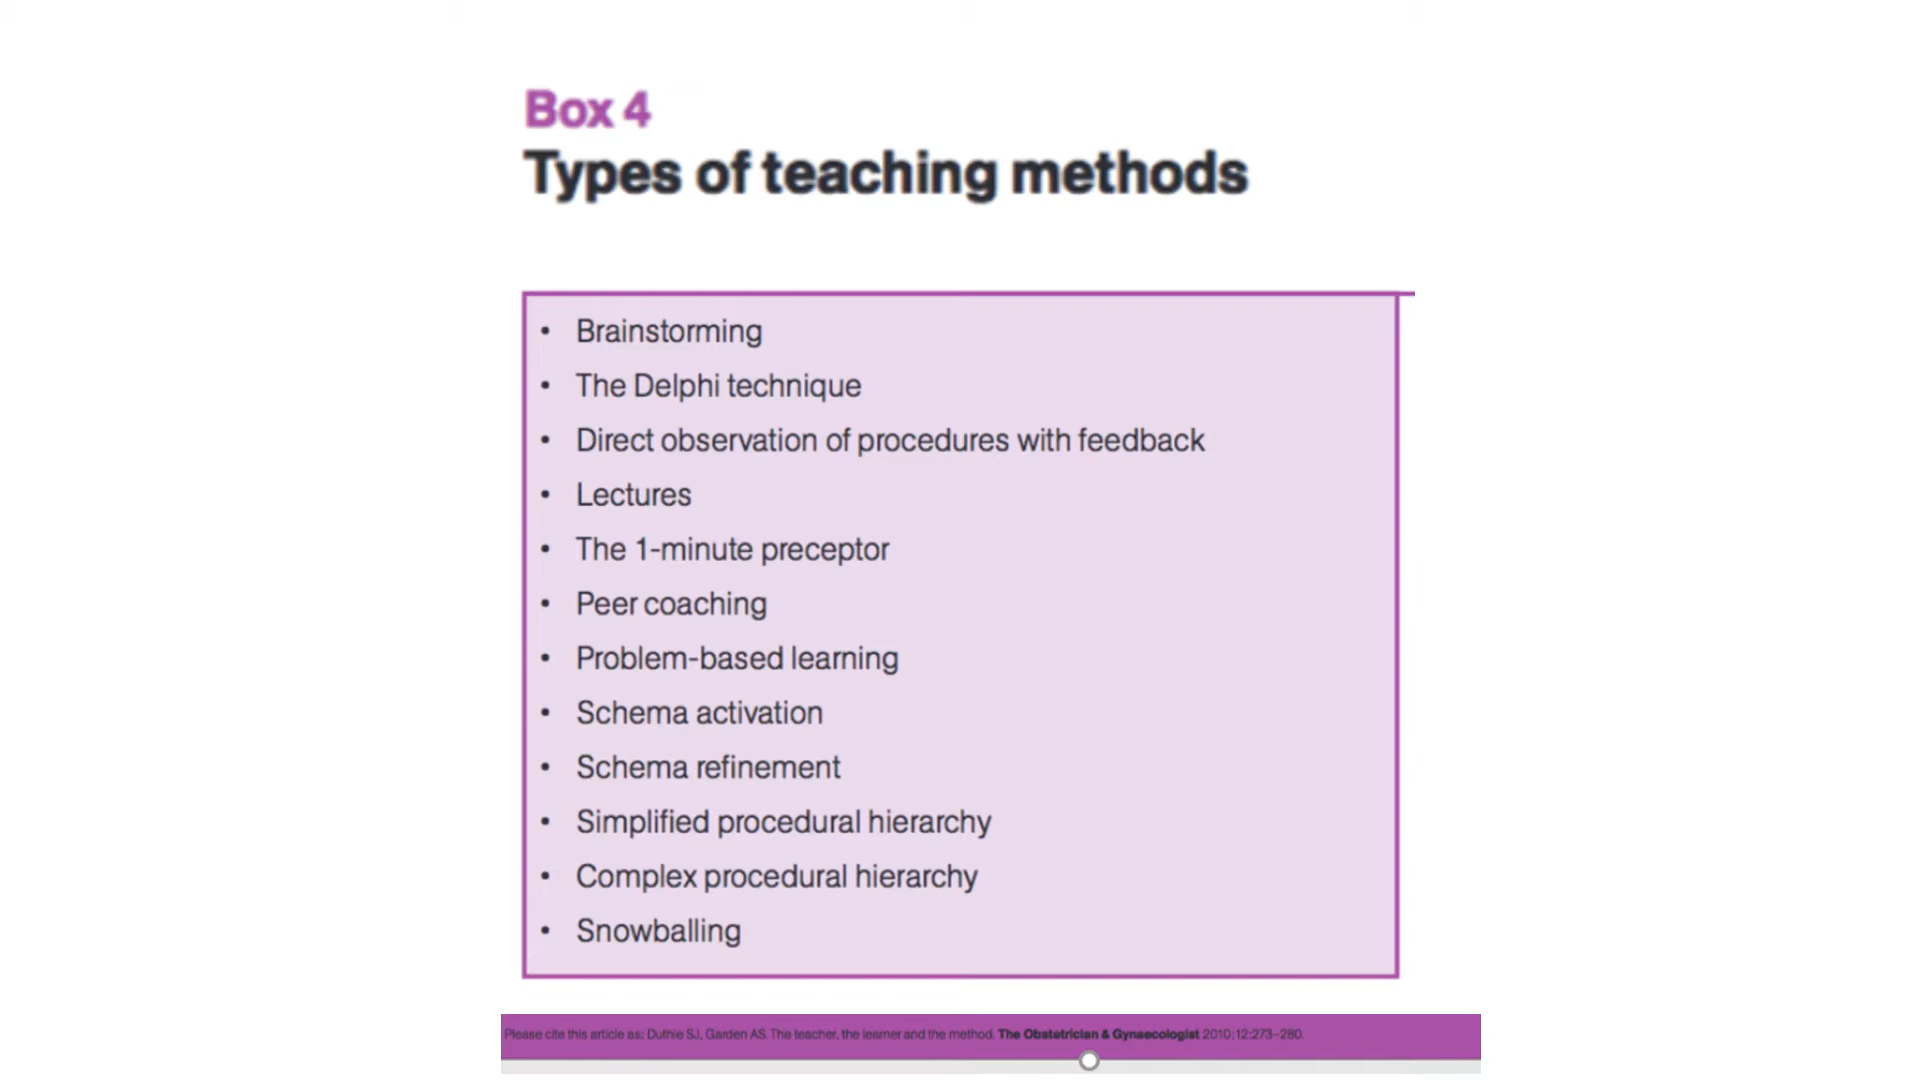 Box 4
Types of teaching methods
• Brainstorming
• The Delphi technique
• Direct observation of procedures with feedback
• Lectures
• The 1-minute preceptor
• Peer coaching
• Problem-based learning
• Schema activation
• Schema refinement
• Simplified procedural hierarchy
• Complex procedural hierarchy
• Snowballing
Please cite this article as: Duthie SJ, Garden AS. The teacher, the learner and the method. The Obstetrician & Gynaecologist 2010;12:273–280.